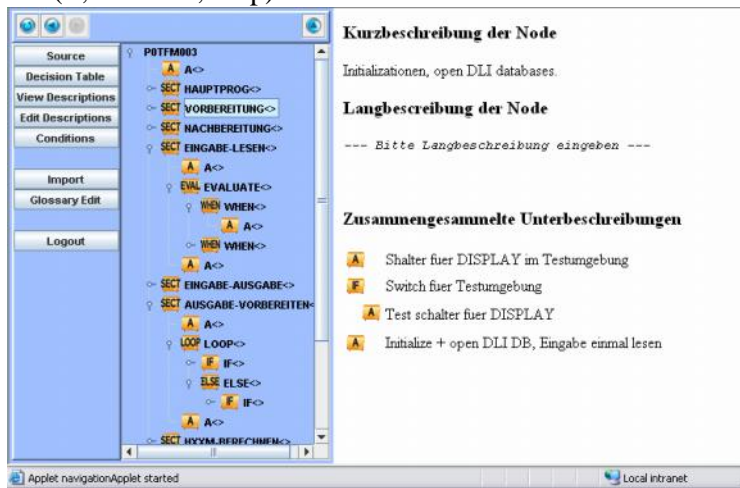 Source
Decision Table
View Descriptions
Edit Descriptions
Conditions
Import
Glossary Edit
Logout
P0TFM003
A A<>
SECT HAUPTPROG<>
SECT VORBEREITUNG<>
SECT NACHBEREITUNG<>
SECT EINGABE-LESEN<>
A A<>
EVAL EVALUATE<>
WHEN WHEN<>
A A<>
WHEN WHEN<>
A A<>
SECT EINGABE-AUSGABE<>
SECT AUSGABE-VORBEREITEN<
A A<>
LOOP LOOP<>
IF IF<>
ELSE ELSE<>
IF IF<>
A A<>
SECT HXXM-BERECHNEN<>
Kurzbeschreibung der Node
Initializationen, open DLI databases.
Langbescreibung der Node
--- Bitte Langbeschreibung eingeben ---
Zusammengesammelte Unterbeschreibungen
A Shalter fuer DISPLAY im Testumgebung
IF Switch fuer Testumgebung
A Test schalter fuer DISPLAY
A Initialize + open DLI DB, Eingabe einmal lesen
Applet navigationApplet started
Local intranet